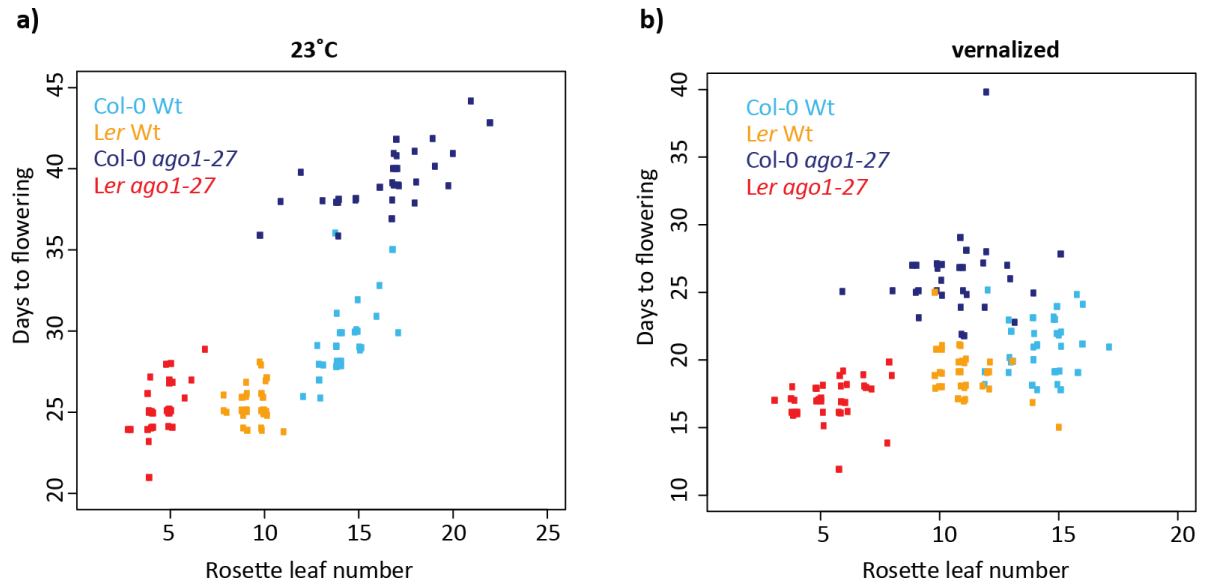 a)
23˚C
Col-0 Wt
Ler Wt
Col-0 ago1-27
Ler ago1-27
Days to flowering
45
40
35
30
25
20
5 10 15 20 25
Rosette leaf number
b)
vernalized
Col-0 Wt
Ler Wt
Col-0 ago1-27
Ler ago1-27
Days to flowering
40
35
30
25
20
15
10
5 10 15 20
Rosette leaf number